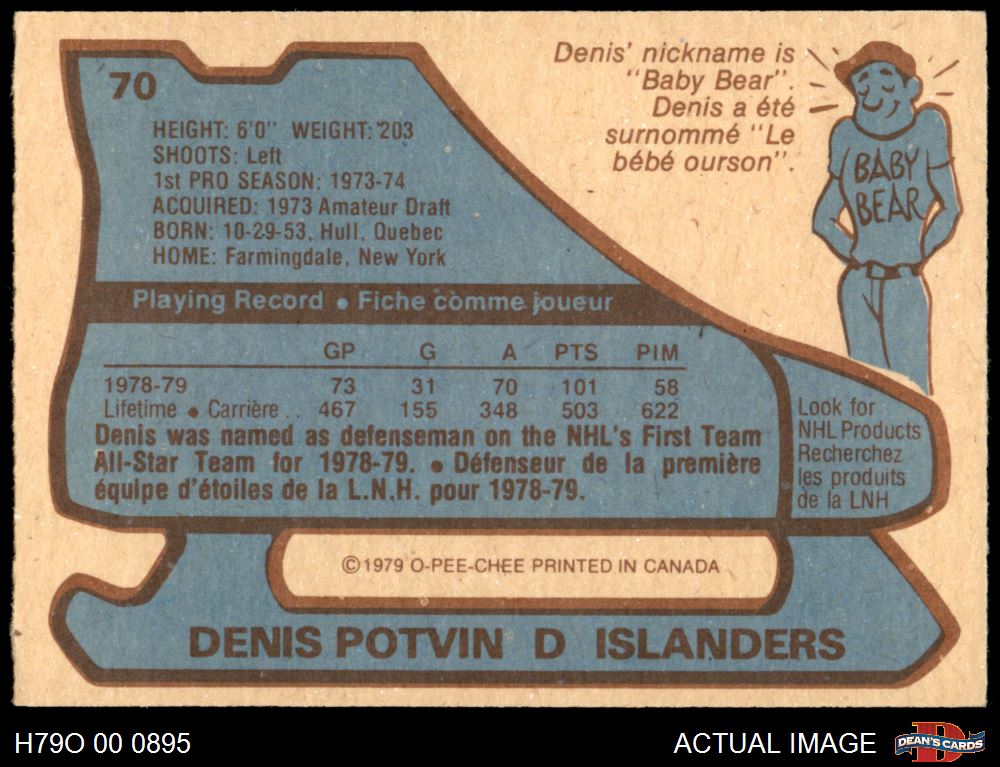 70
HEIGHT: 6'0" WEIGHT: 203
SHOOTS: Left
1st PRO SEASON: 1973-74
ACQUIRED: 1973 Amateur Draft
BORN: 10-29-53, Hull, Quebec
HOME: Farmingdale, New York
Denis' nickname is
"Baby Bear".
Denis a été
surnommé "Le
bébé ourson".
BABY
BEAR
Playing Record • Fiche comme joueur
GP G A PTS PIM
1978-79 73 31 70 101 58
Lifetime • Carrière .. 467 155 348 503 622
Denis was named as defenseman on the NHL's First Team
All-Star Team for 1978-79. • Défenseur de la première
équipe d'étoiles de la L.N.H. pour 1978-79.
Look for
NHL Products
Recherchez
les produits
de la LNH
©1979 O-PEE-CHEE PRINTED IN CANADA
DENIS POTVIN D ISLANDERS
H79O 00 0895
ACTUAL IMAGE
D
DEAN'S CARDS